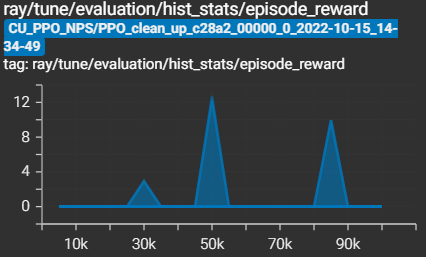 ray/tune/evaluation/hist_stats/episode_reward
CU_PPO_NPS/PPO_clean_up_c28a2_00000_0_2022-10-15_14-
34-49
tag: ray/tune/evaluation/hist_stats/episode_reward
12
8
4
0
10k 30k 50k 70k 90k